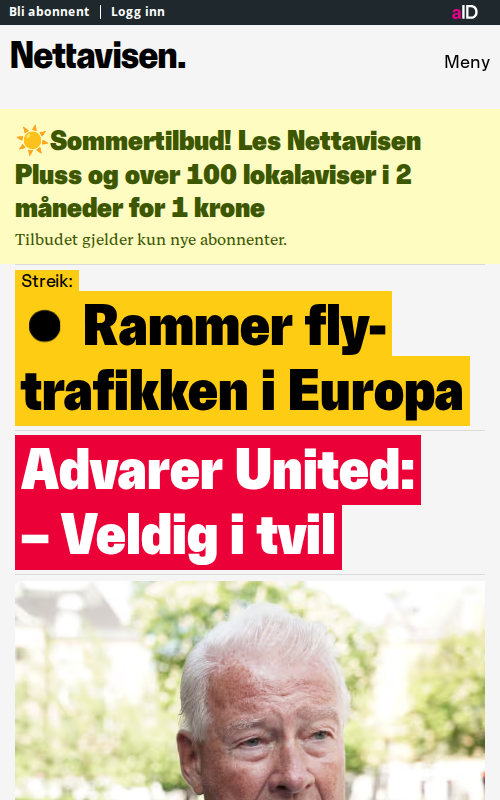 Bli abonnent
Logg inn
aID
Nettavisen.
Meny
Sommertilbud! Les Nettavisen
Pluss og over 100 lokalaviser i 2
måneder for 1 krone
Tilbudet gjelder kun nye abonnenter.
Streik:
Rammer fly-
trafikken i Europa
Advarer United:
– Veldig i tvil